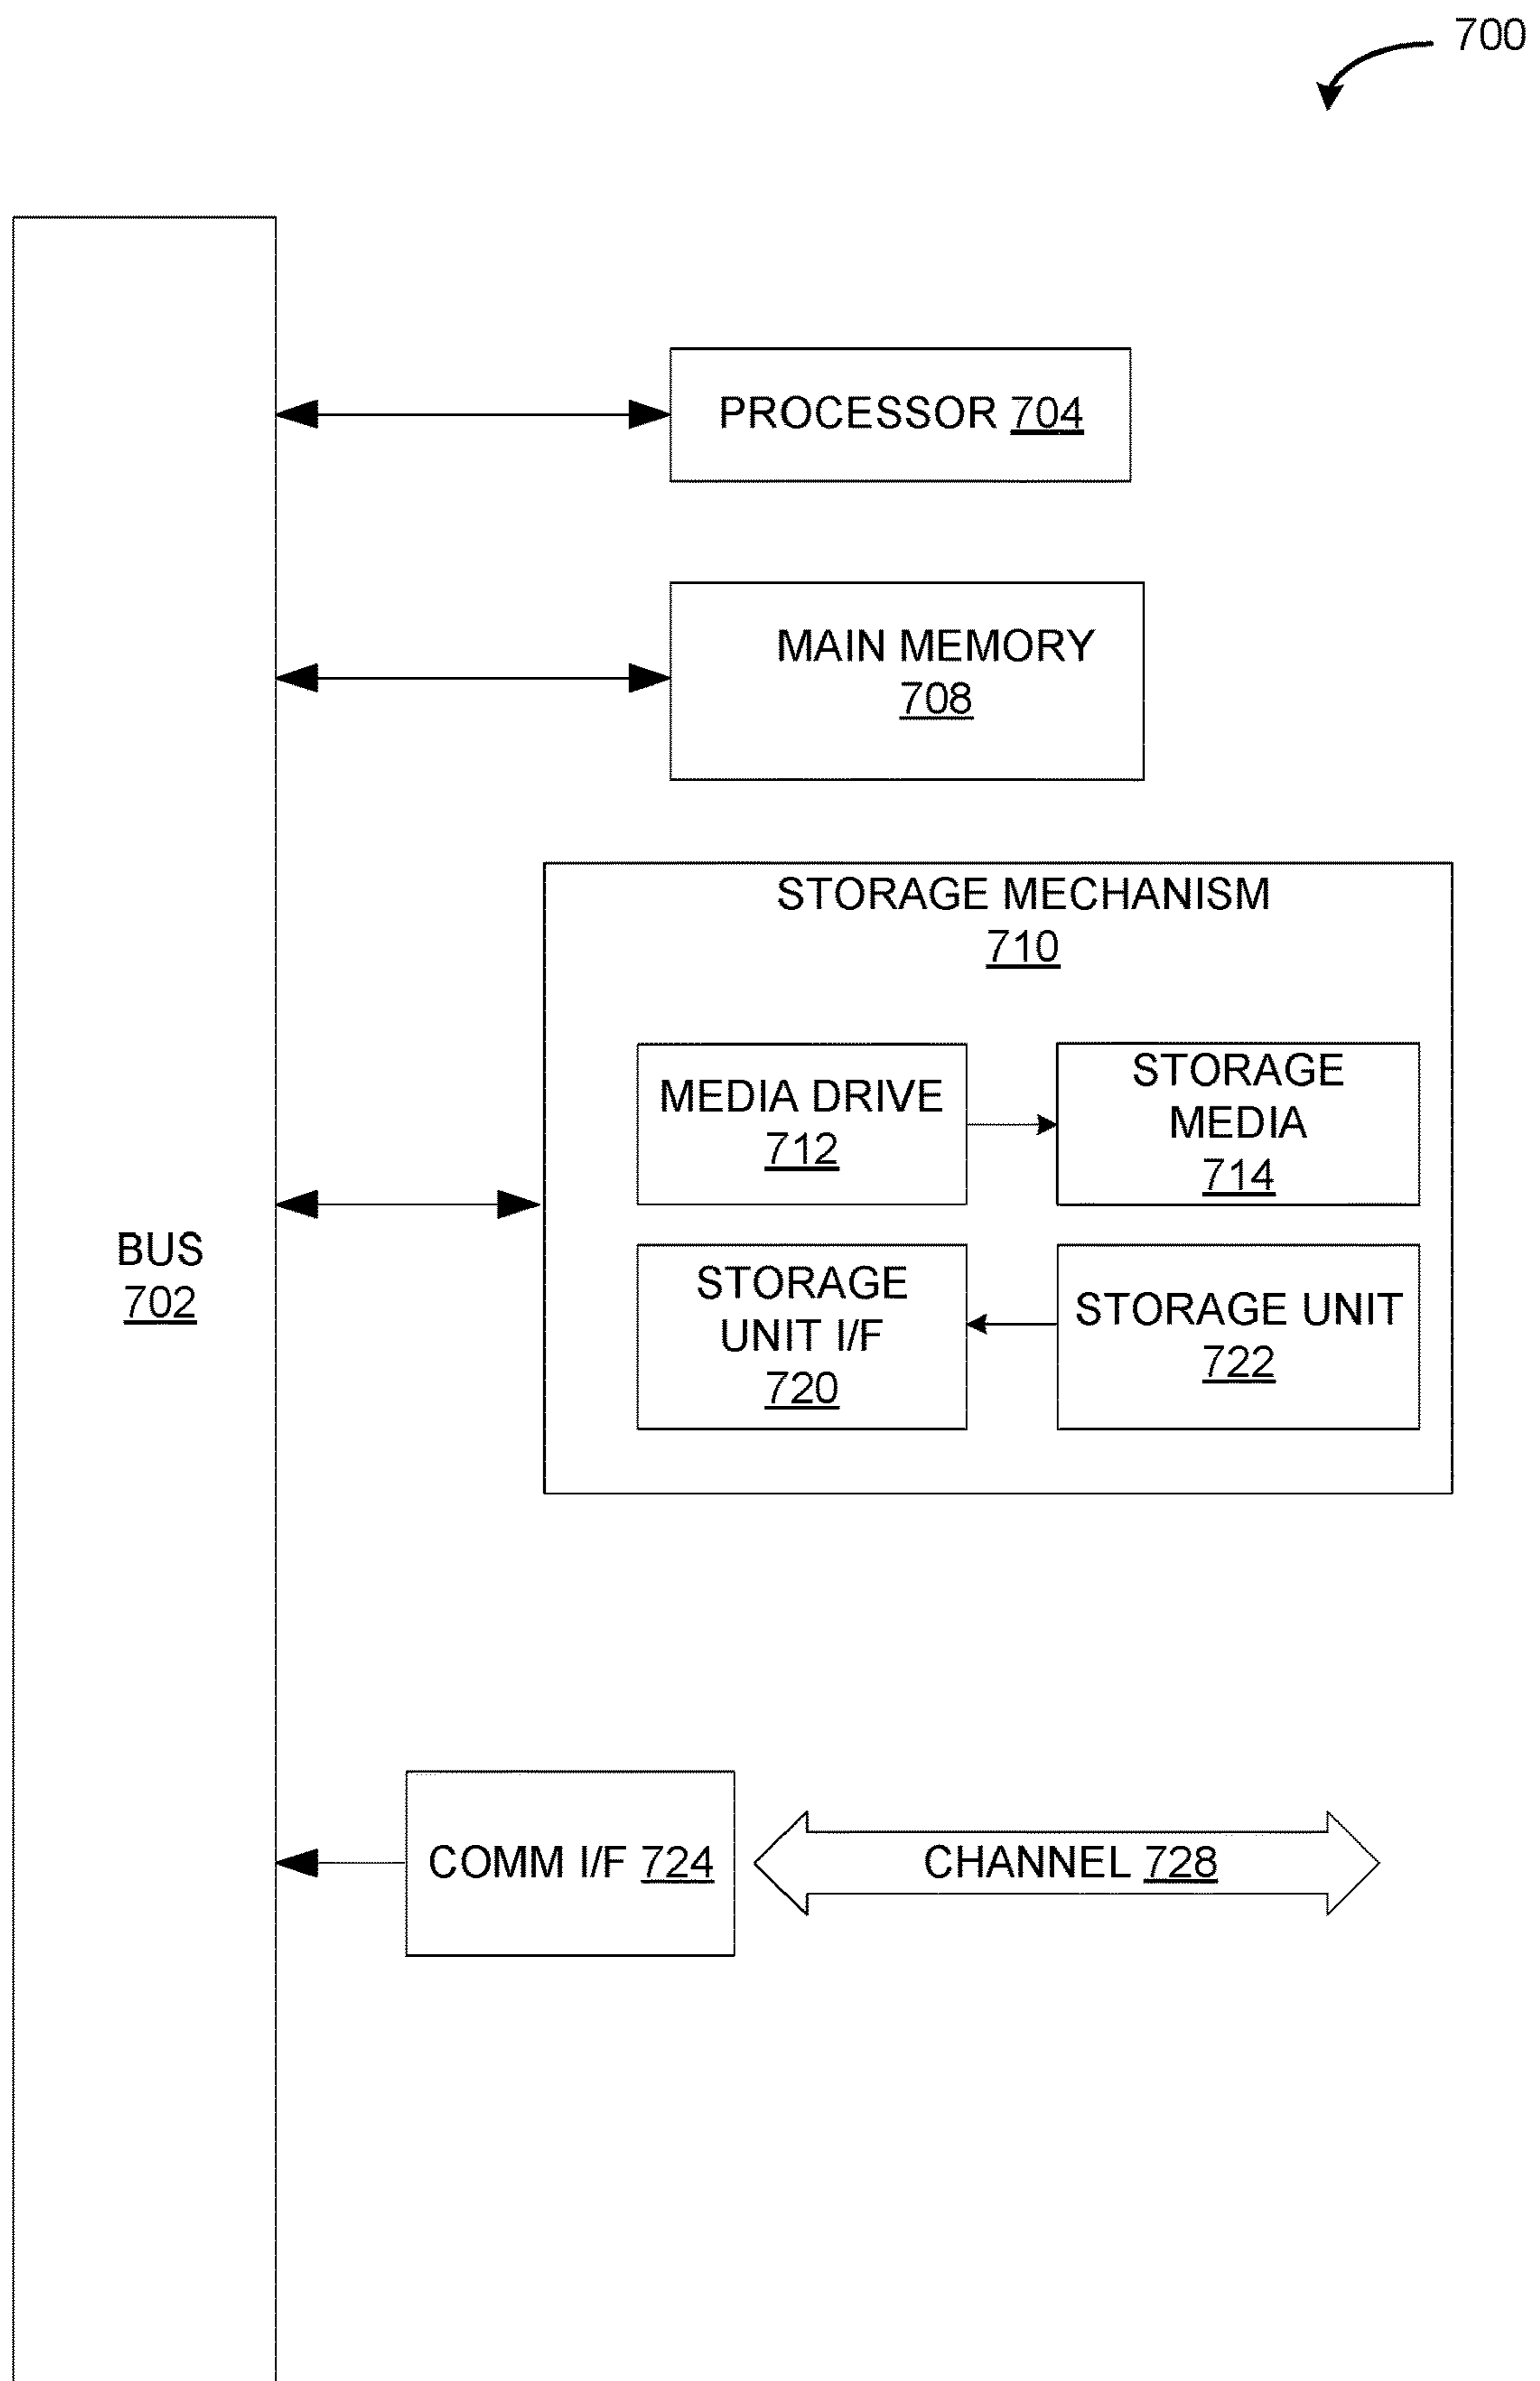 700
PROCESSOR 704
MAIN MEMORY
708
STORAGE MECHANISM
710
MEDIA DRIVE
712
STORAGE
MEDIA
714
BUS
702
STORAGE
UNIT I/F
720
STORAGE UNIT
722
COMM I/F 724
CHANNEL 728